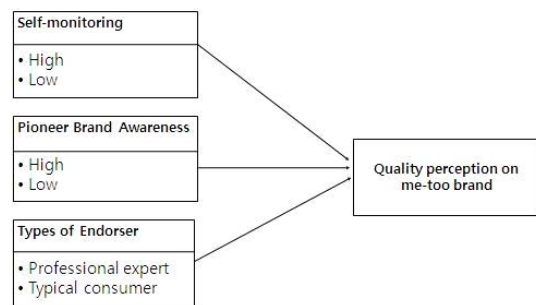 Self-monitoring
• High
• Low
Pioneer Brand Awareness
• High
• Low
Types of Endorser
• Professional expert
• Typical consumer
Quality perception on
me-too brand